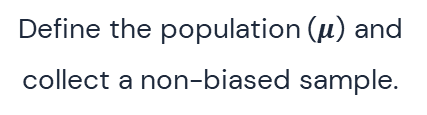 Define the population (μ) and
collect a non-biased sample.